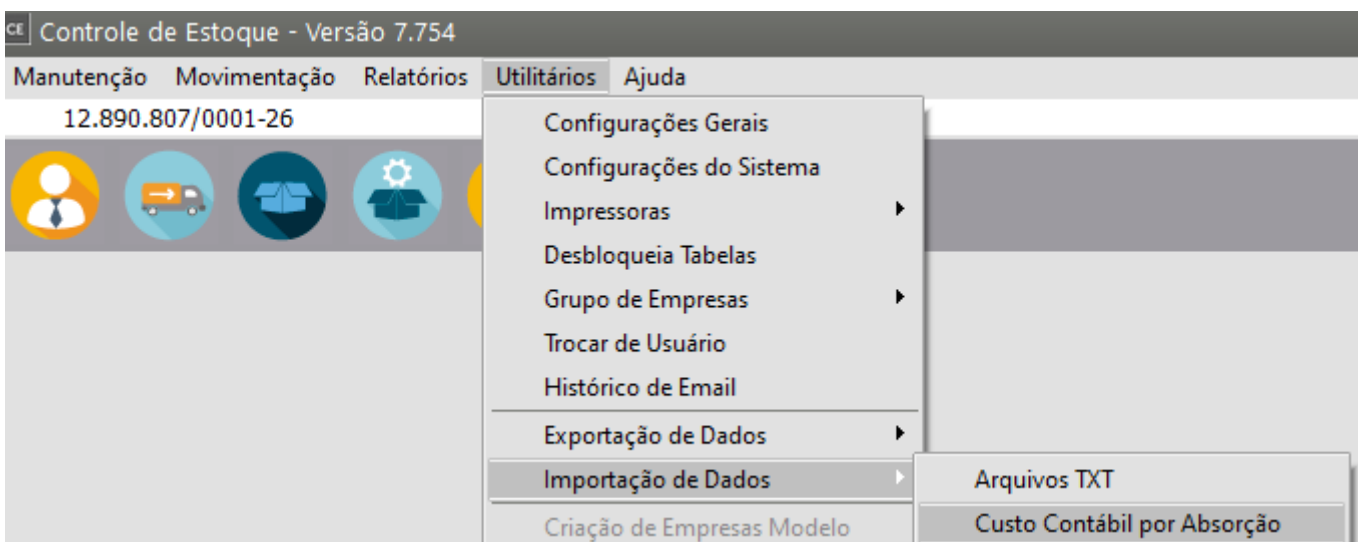 CE Controle de Estoque - Versão 7.754
Manutenção Movimentação Relatórios Utilitários Ajuda
12.890.807/0001-26
Configurações Gerais
Configurações do Sistema
Impressoras
Desbloqueia Tabelas
Grupo de Empresas
Trocar de Usuário
Histórico de Email
Exportação de Dados
Importação de Dados Arquivos TXT
Criação de Empresas Modelo Custo Contábil por Absorção